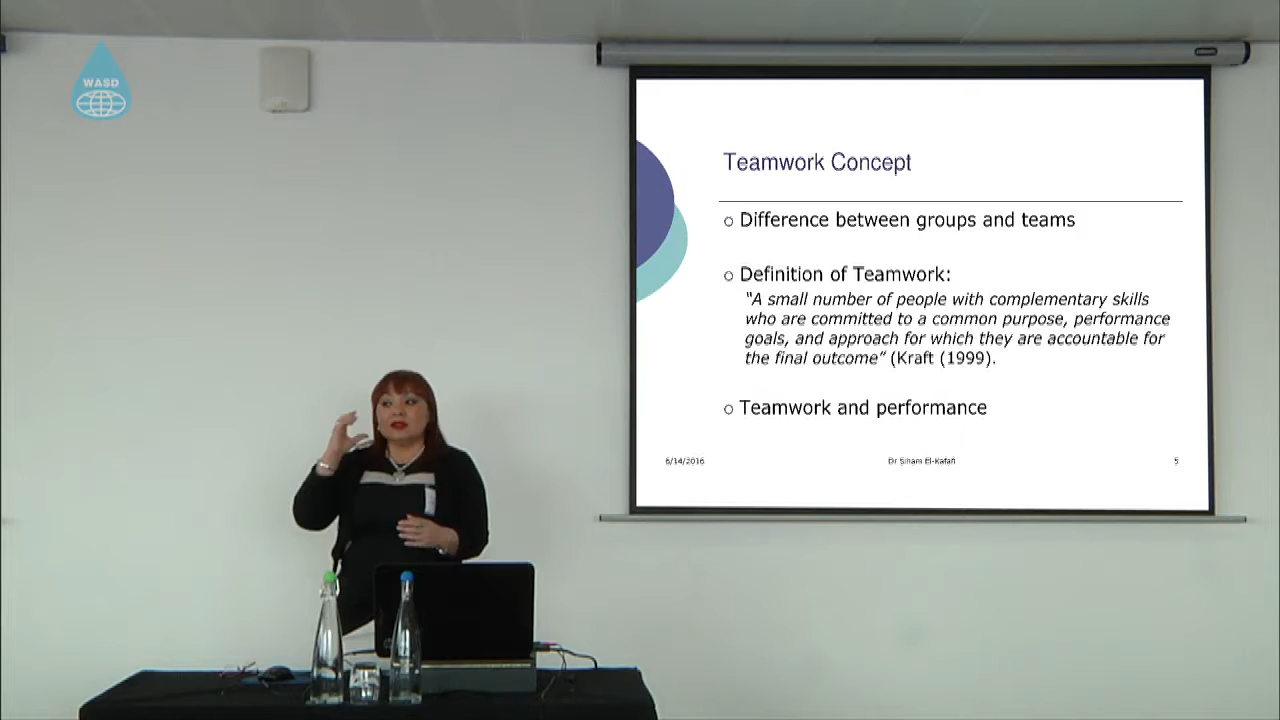 WASD
Teamwork Concept
Difference between groups and teams
Definition of Teamwork:
“A small number of people with complementary skills
who are committed to a common purpose, performance
goals, and approach for which they are accountable for
the final outcome” (Kraft (1999).
Teamwork and performance
6/14/2016 Dr Siham El-Kafafi 5